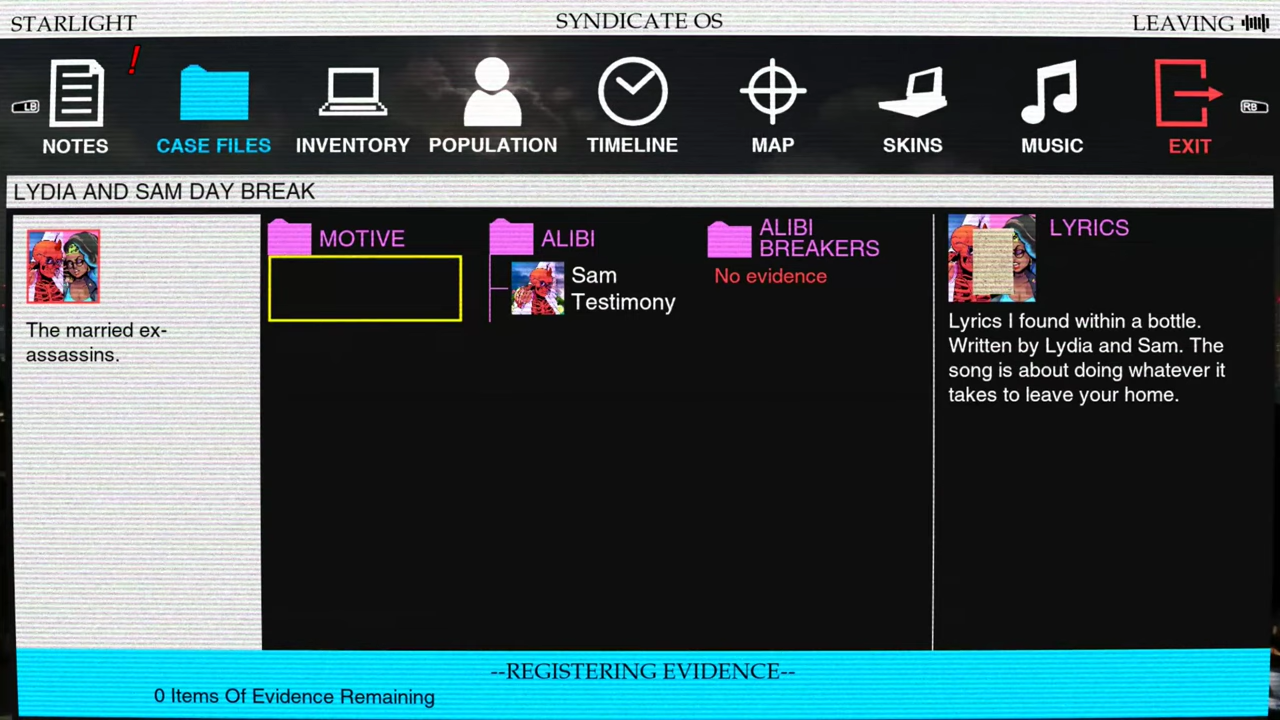 STARLIGHT
SYNDICATE OS
LEAVING
LB
NOTES
CASE FILES
INVENTORY
POPULATION
TIMELINE
MAP
SKINS
MUSIC
EXIT
RB
LYDIA AND SAM DAY BREAK
The married ex-
assassins.
MOTIVE
ALIBI
Sam
Testimony
ALIBI
BREAKERS
No evidence
LYRICS
Lyrics I found within a bottle.
Written by Lydia and Sam. The
song is about doing whatever it
takes to leave your home.
--REGISTERING EVIDENCE--
0 Items Of Evidence Remaining